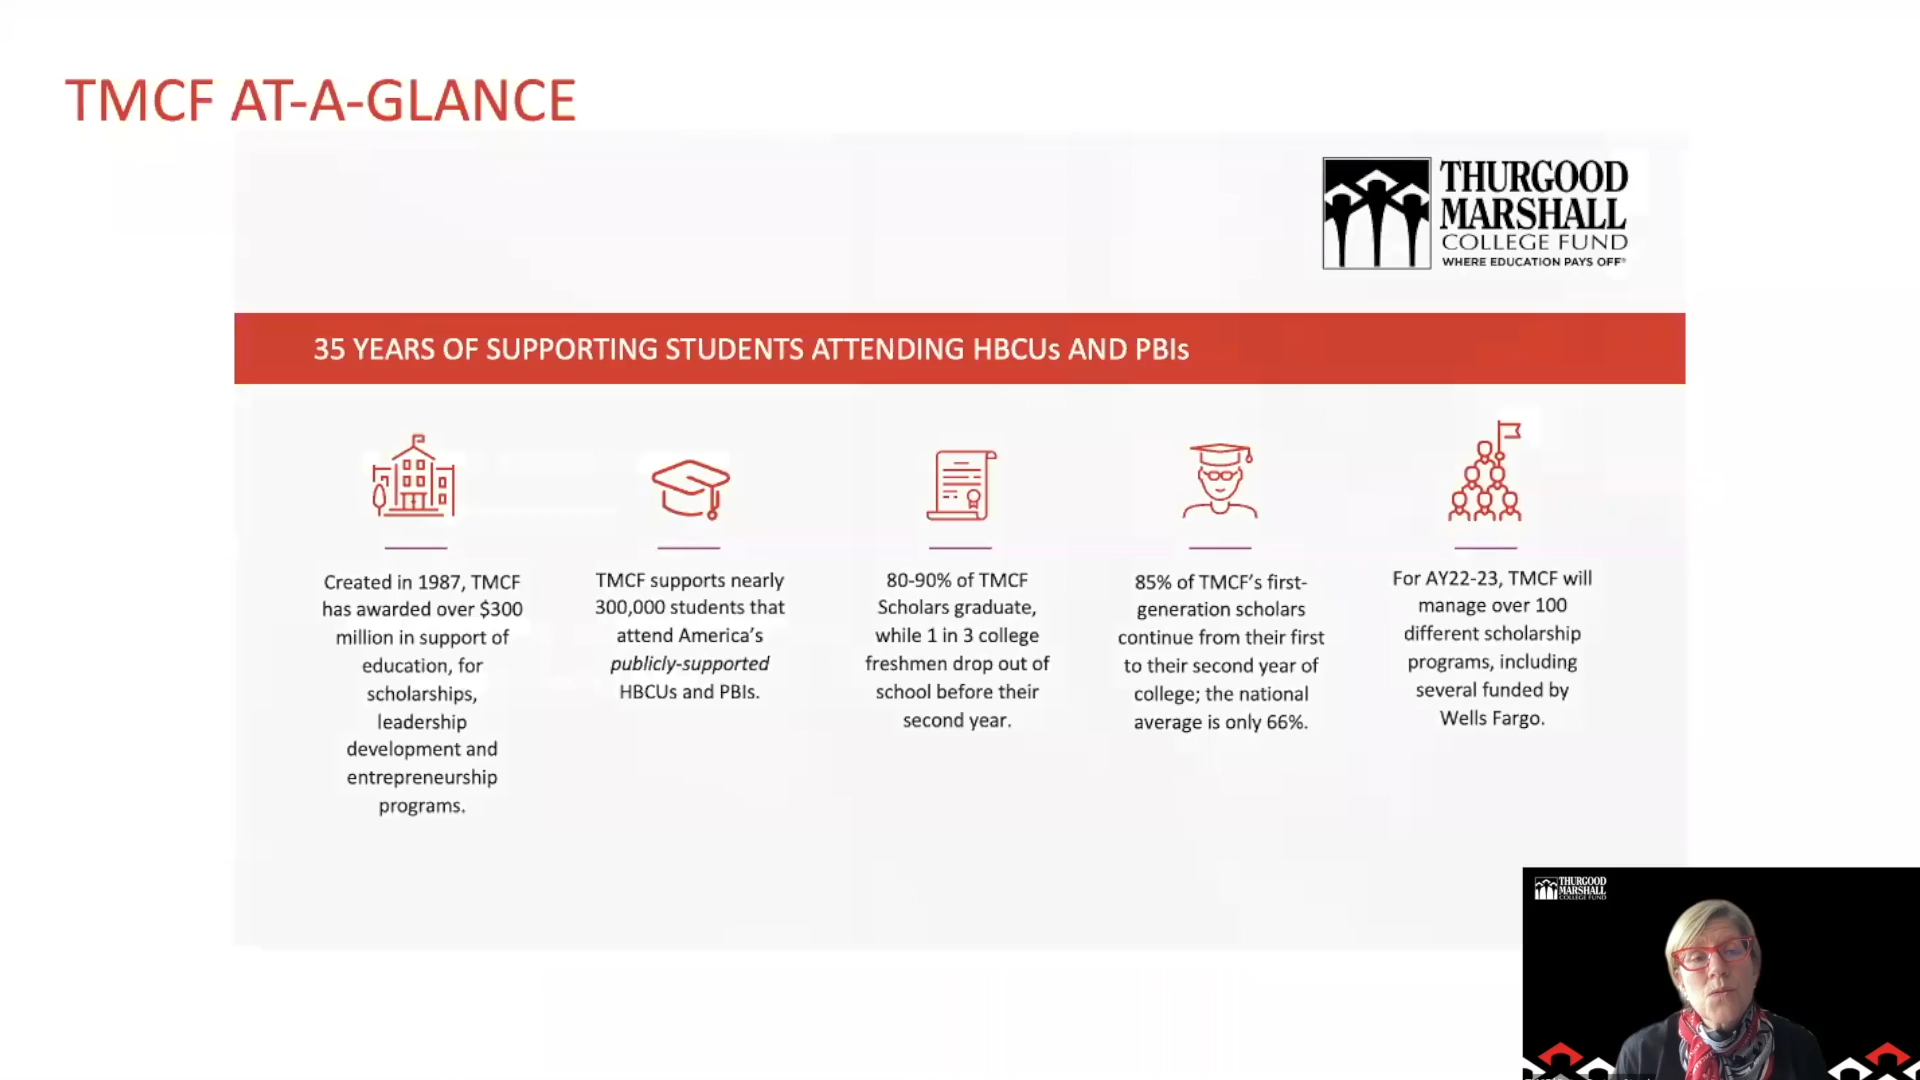 TMCF AT-A-GLANCE
THURGOOD
MARSHALL
COLLEGE FUND
WHERE EDUCATION PAYS OFF®
35 YEARS OF SUPPORTING STUDENTS ATTENDING HBCUs AND PBIs
Created in 1987, TMCF
has awarded over $300
million in support of
education, for
scholarships,
leadership
development and
entrepreneurship
programs.
TMCF supports nearly
300,000 students that
attend America’s
publicly-supported
HBCUs and PBIs.
80-90% of TMCF
Scholars graduate,
while 1 in 3 college
freshmen drop out of
school before their
second year.
85% of TMCF’s first-
generation scholars
continue from their first
to their second year of
college; the national
average is only 66%.
For AY22-23, TMCF will
manage over 100
different scholarship
programs, including
several funded by
Wells Fargo.
THURGOOD
MARSHALL
COLLEGE FUND